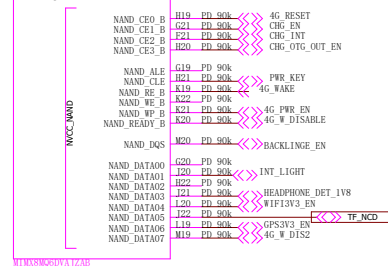 NAND_CE0_B H19 PD 90k 4G_RESET
NAND_CE1_B G21 PD 90k CHG_EN
NAND_CE2_B F21 PD 90k CHG_INT
NAND_CE3_B H20 PD 90k CHG_OTG_OUT_EN
NAND_ALE G19 PD 90k
NAND_CLE H21 PD 90k PWR_KEY
NAND_RE_B K19 PD 90k 4G_WAKE
NAND_WE_B K22 PD 90k
NAND_WP_B K21 PD 90k 4G_PWR_EN
NAND_READY_B K20 PD 90k 4G_W_DISABLE
NVCC_NAND
NAND_DQS M20 PD 90k BACKLINGE_EN
NAND_DATA00 G20 PD 90k
NAND_DATA01 J20 PD 90k INT_LIGHT
NAND_DATA02 H22 PD 90k
NAND_DATA03 J21 PD 90k HEADPHONE_DET_1V8
NAND_DATA04 L20 PD 90k WIFI3V3_EN
NAND_DATA05 J22 PD 90k TF_NCD
NAND_DATA06 L19 PD 90k GPS3V3_EN
NAND_DATA07 M19 PD 90k 4G_W_DIS2
MIMX8MQ6DVAJZAB